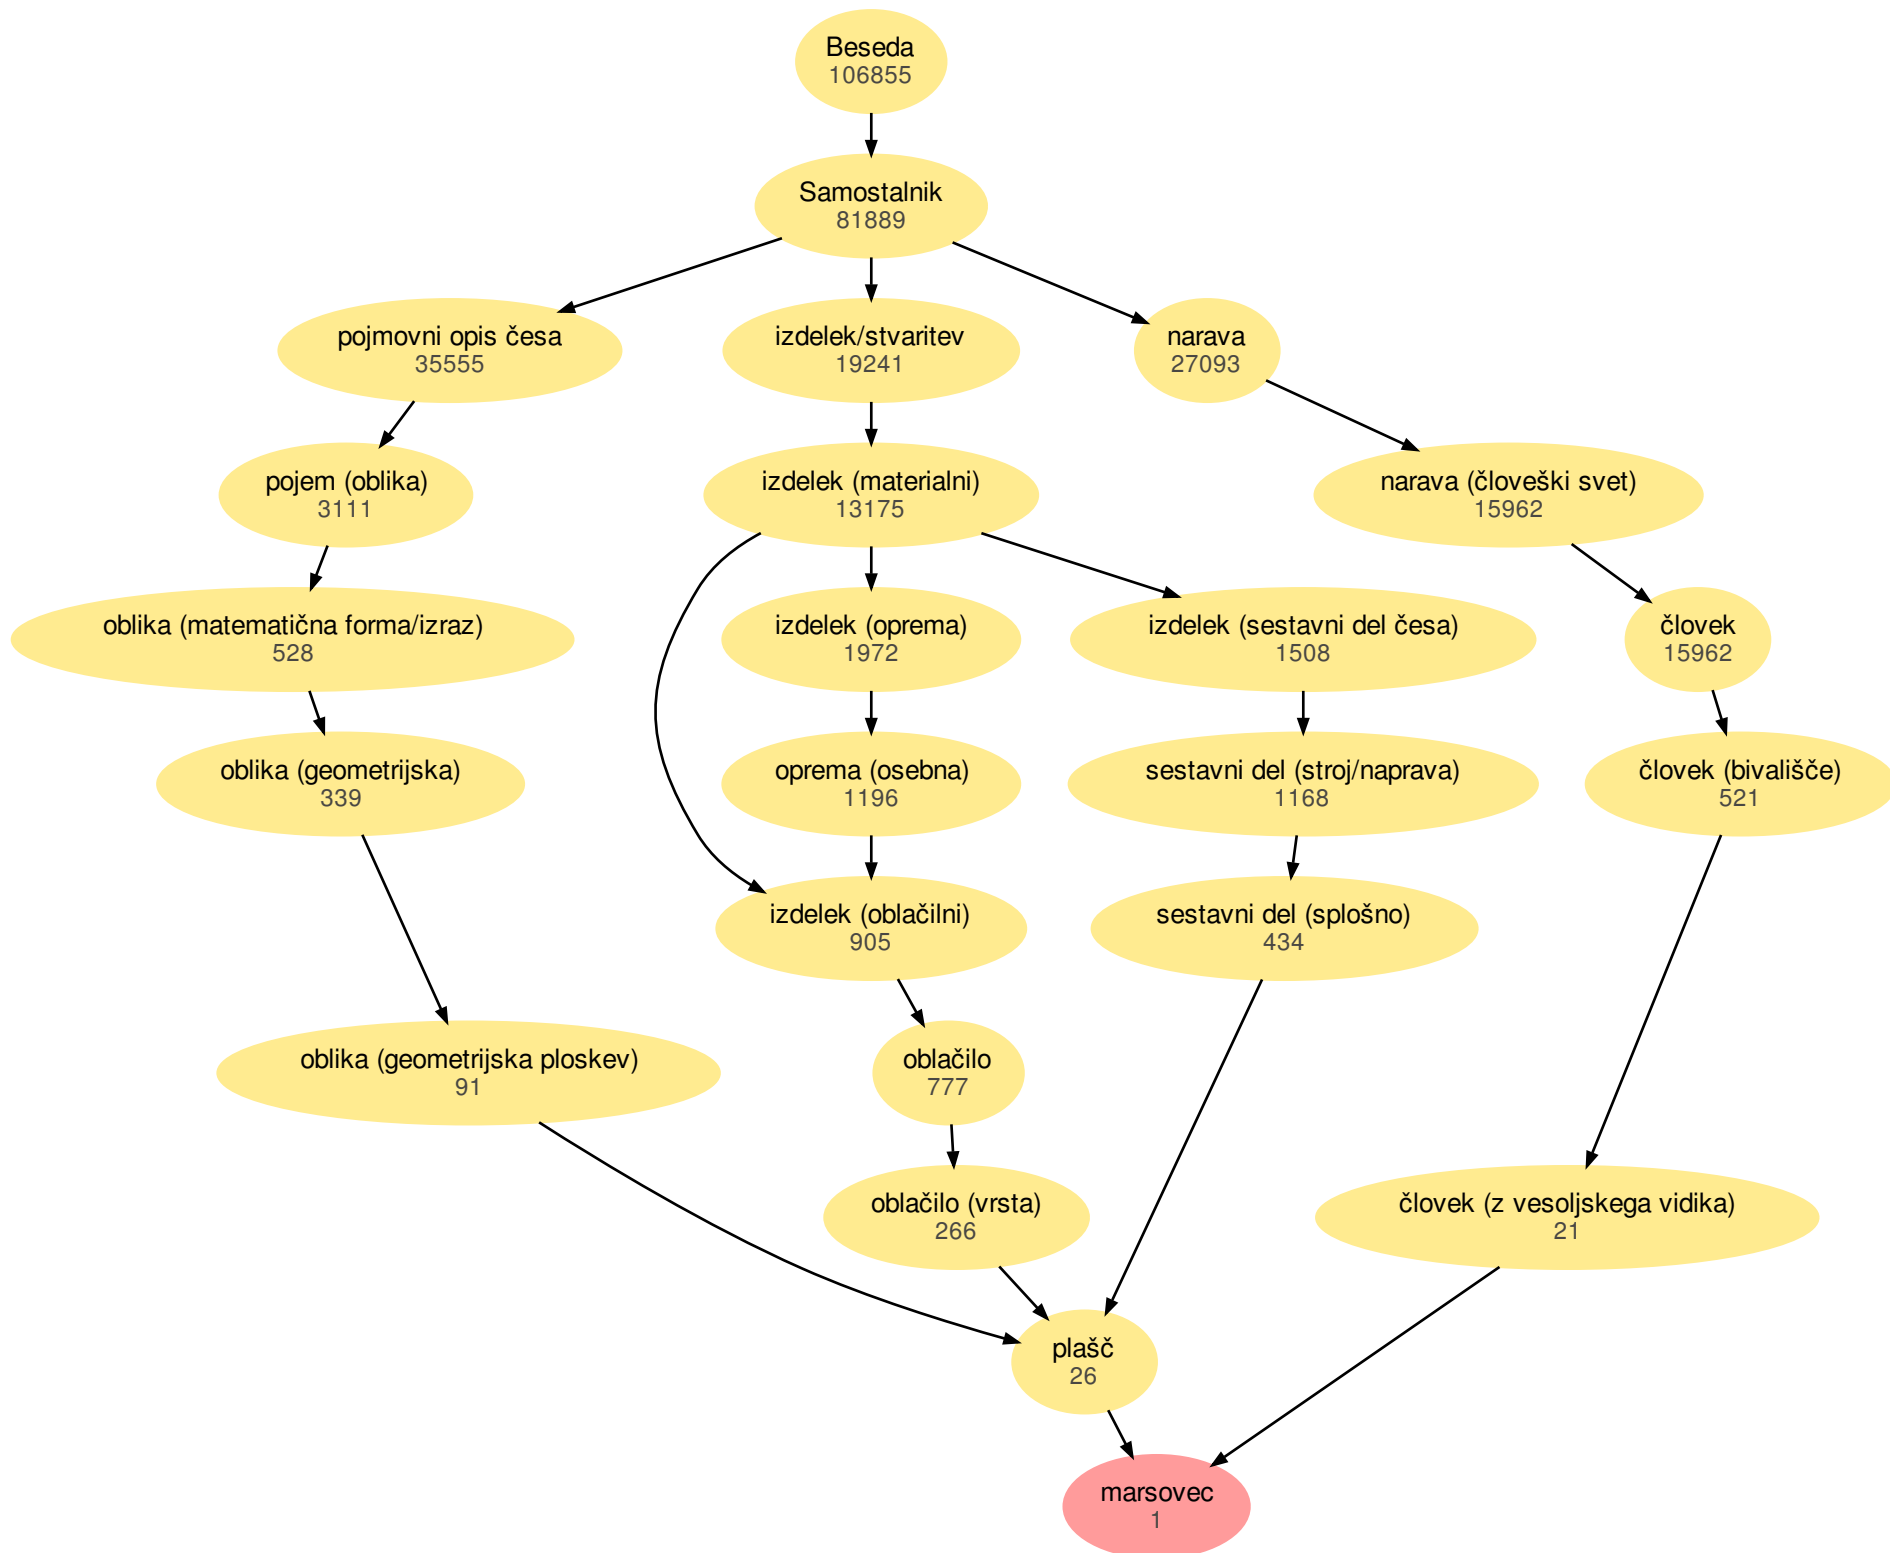 Beseda
106855
Samostalnik
81889
pojmovni opis česa
35555
izdelek/stvaritev
19241
narava
27093
pojem (oblika)
3111
izdelek (materialni)
13175
narava (človeški svet)
15962
oblika (matematična forma/izraz)
528
izdelek (oprema)
1972
izdelek (sestavni del česa)
1508
človek
15962
oblika (geometrijska)
339
oprema (osebna)
1196
sestavni del (stroj/naprava)
1168
človek (bivališče)
521
izdelek (oblačilni)
905
sestavni del (splošno)
434
oblika (geometrijska ploskev)
91
oblačilo
777
oblačilo (vrsta)
266
človek (z vesoljskega vidika)
21
plašč
26
marsovec
1